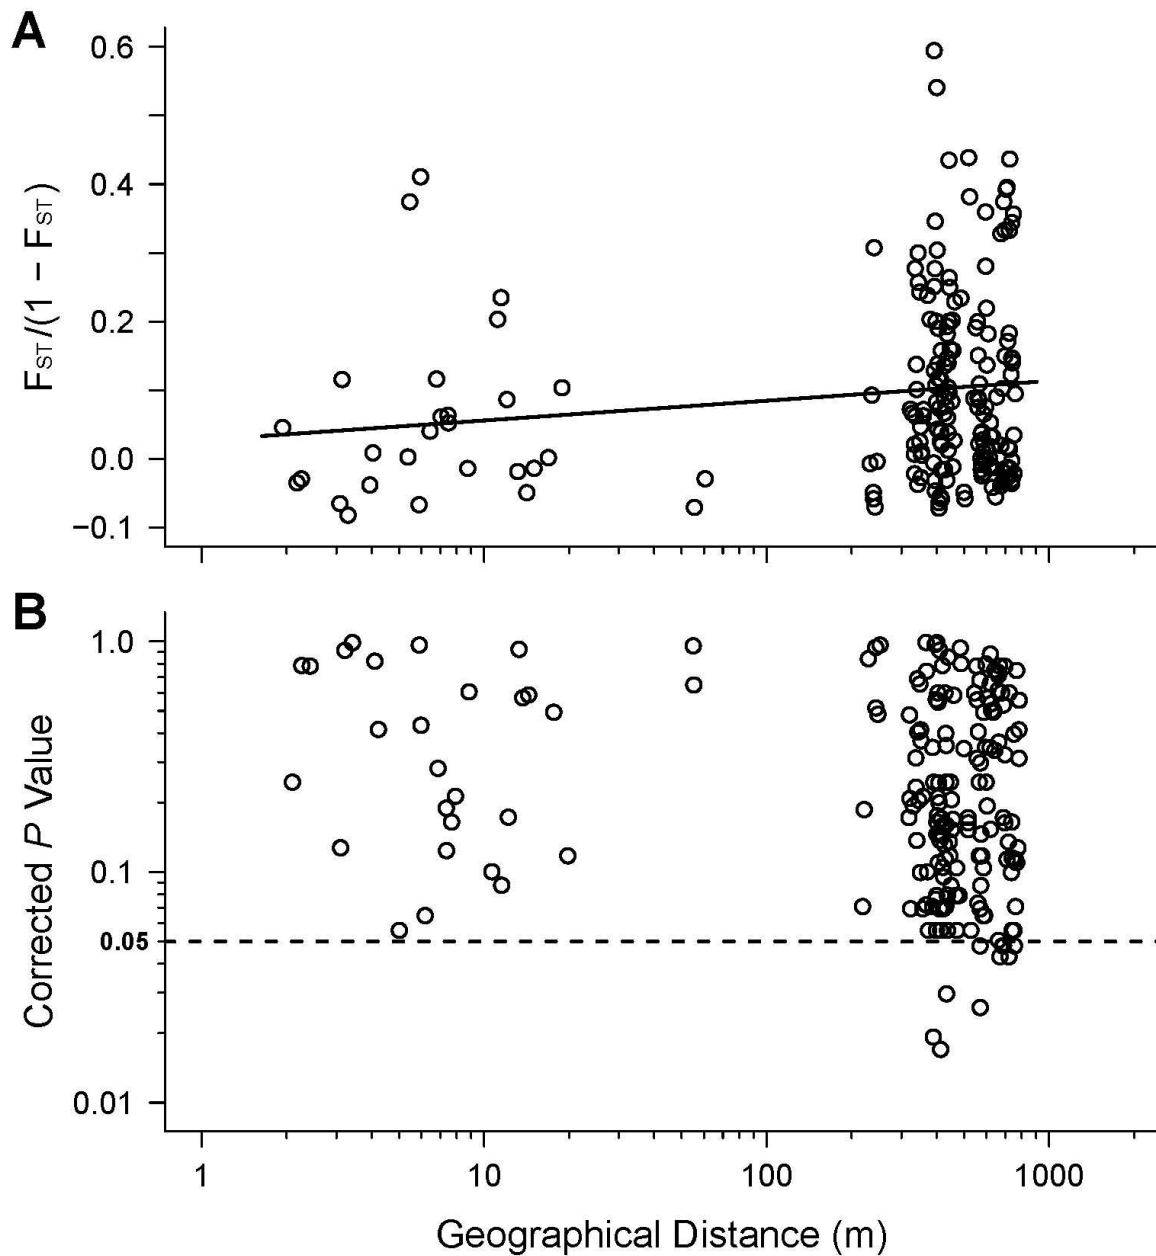 A
0.6
0.4
0.2
0.0
−0.1
FST/(1 − FST)
B
1.0
0.1
0.05
0.01
Corrected P Value
1 10 100 1000
Geographical Distance (m)